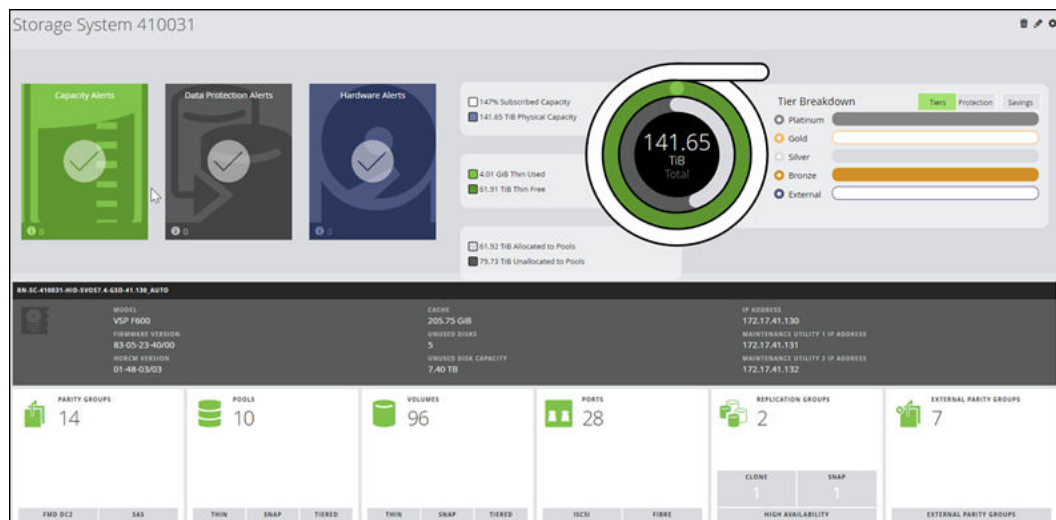 Storage System 410031
Capacity Alerts
0
Data Protection Alerts
0
Hardware Alerts
0
147% Subscribed Capacity
141.65 TiB Physical Capacity
4.01 GiB Thin Used
61.91 TiB Thin Free
61.92 TiB Allocated to Pools
79.73 TiB Unallocated to Pools
141.65
TiB
Total
Tier Breakdown
Tiers Protection Savings
Platinum
Gold
Silver
Bronze
External
RN-SC-410031-HID-SVOS7.4-GSD-41.130_AUTO
MODEL
VSP F600
FIRMWARE VERSION
83-05-23-40/00
HORCM VERSION
01-48-03/03
CACHE
205.75 GiB
UNUSED DISKS
5
UNUSED DISK CAPACITY
7.40 TB
IP ADDRESS
172.17.41.130
MAINTENANCE UTILITY 1 IP ADDRESS
172.17.41.131
MAINTENANCE UTILITY 2 IP ADDRESS
172.17.41.132
PARITY GROUPS
14
FMD DC2 SAS
POOLS
10
THIN SNAP TIERED
VOLUMES
96
THIN SNAP TIERED
PORTS
28
ISCSI FIBRE
REPLICATION GROUPS
2
CLONE SNAP
1 1
HIGH AVAILABILITY
EXTERNAL PARITY GROUPS
7
EXTERNAL PARITY GROUPS